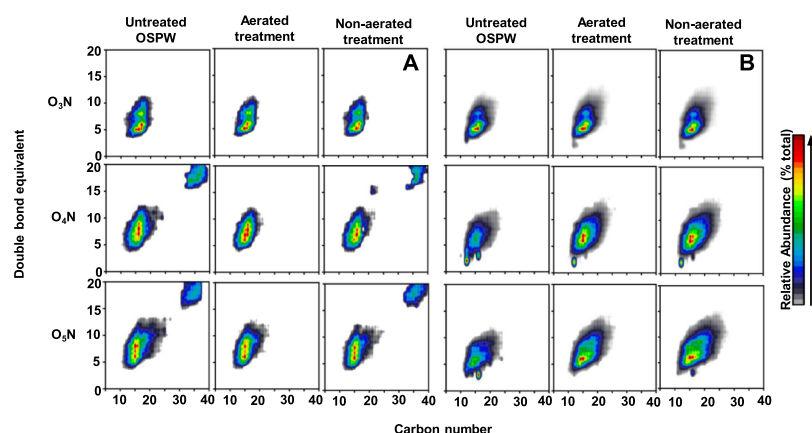 Untreated OSPW
Aerated treatment
Non-aerated treatment
Untreated OSPW
Aerated treatment
Non-aerated treatment
A
B
Double bond equivalent
O3N
20
15
10
5
0
O4N
20
15
10
5
0
O5N
20
15
10
5
0
10 20 30 40 10 20 30 40 10 20 30 40 10 20 30 40 10 20 30 40 10 20 30 40
Carbon number
Relative Abundance (% total)